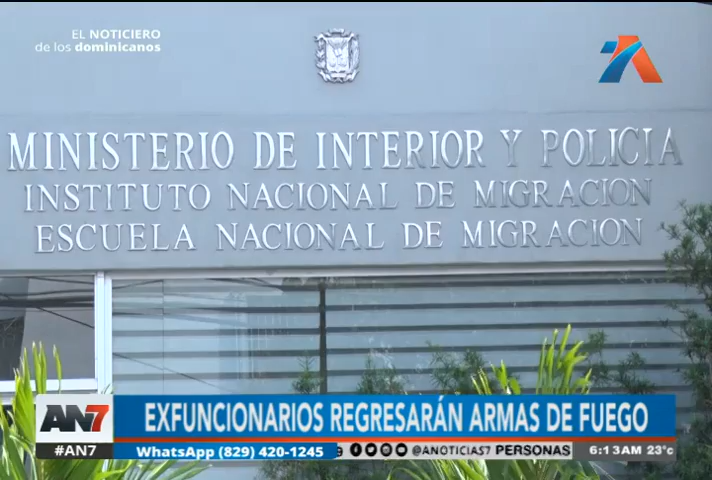 EL NOTICIERO
de los dominicanos
7
MINISTERIO DE INTERIOR Y POLICIA
INSTITUTO NACIONAL DE MIGRACION
ESCUELA NACIONAL DE MIGRACION
AN7
EXFUNCIONARIOS REGRESARÁN ARMAS DE FUEGO
#AN7
WhatsApp (829) 420-1245
@ANOTICIAS7 PERSONAS
6:13AM 23°c